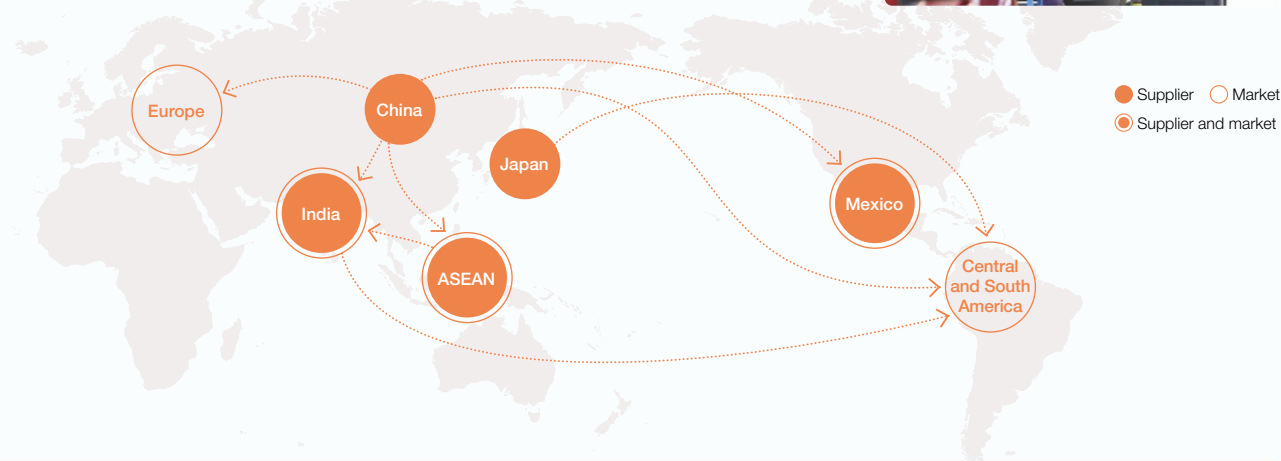 Supplier
Market
Supplier and market
Europe
China
Japan
India
Mexico
ASEAN
Central
and South
America